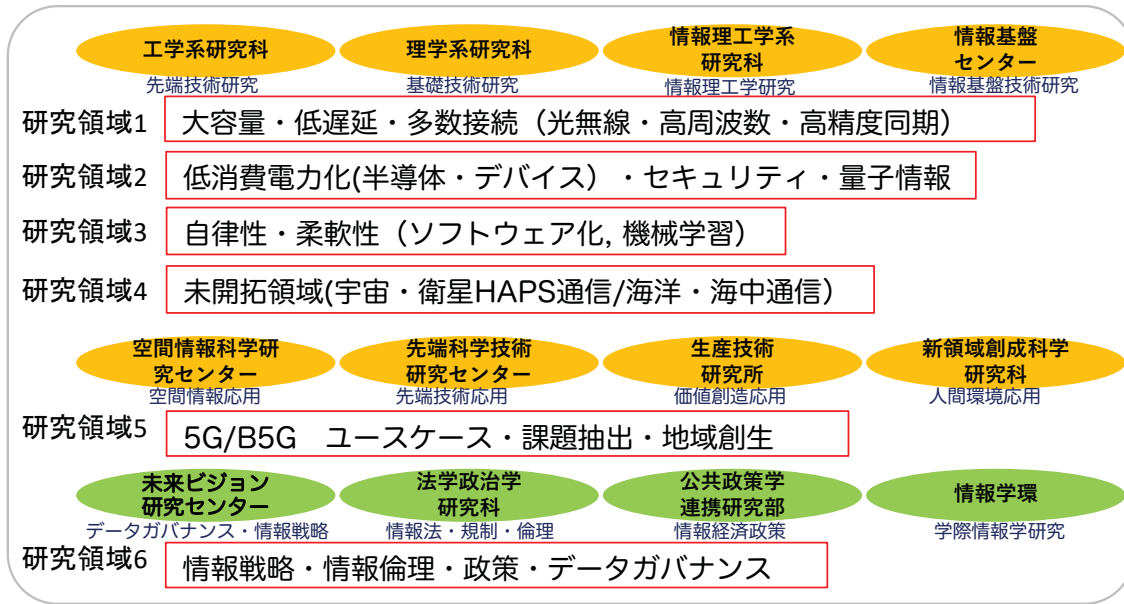 工学系研究科
理学系研究科
情報理工学系
研究科
情報基盤
センター
先端技術研究
基礎技術研究
情報理工学研究
情報基盤技術研究
研究領域1
大容量・低遅延・多数接続（光無線・高周波数・高精度同期）
研究領域2
低消費電力化(半導体・デバイス）・セキュリティ・量子情報
研究領域3
自律性・柔軟性（ソフトウェア化, 機械学習）
研究領域4
未開拓領域(宇宙・衛星HAPS通信/海洋・海中通信）
空間情報科学研
究センター
先端科学技術
研究センター
生産技術
研究所
新領域創成科学
研究科
空間情報応用
先端技術応用
価値創造応用
人間環境応用
研究領域5
5G/B5G　ユースケース・課題抽出・地域創生
未来ビジョン
研究センター
法学政治学
研究科
公共政策学
連携研究部
情報学環
データガバナンス・情報戦略
情報法・規制・倫理
情報経済政策
学際情報学研究
研究領域6
情報戦略・情報倫理・政策・データガバナンス